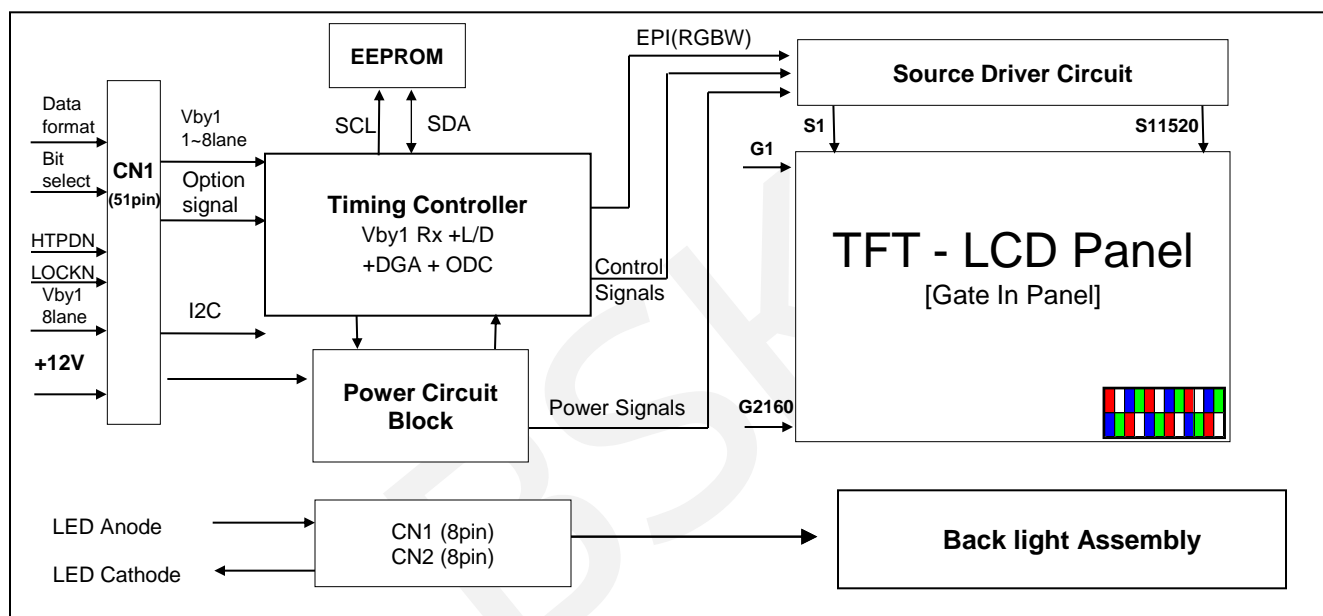 EEPROM
SCL
SDA
EPI(RGBW)
Source Driver Circuit
S1
S11520
Data
format
Bit
select
HTPDN
LOCKN
Vby1
8lane
+12V
CN1
(51pin)
Vby1
1~8lane
Option
signal
I2C
Timing Controller
Vby1 Rx +L/D
+DGA + ODC
Control
Signals
Power Circuit
Block
Power Signals
G1
G2160
TFT - LCD Panel
[Gate In Panel]
LED Anode
LED Cathode
CN1 (8pin)
CN2 (8pin)
Back light Assembly